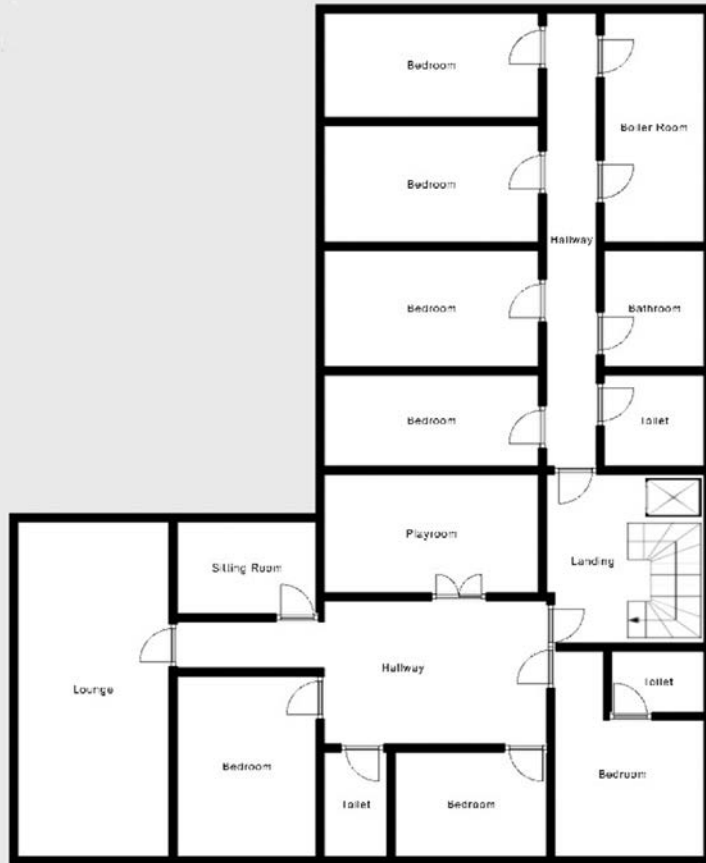 Bedroom
Boiler Room
Bedroom
Hallway
Bedroom
Bathroom
Bedroom
Toilet
Playroom
Landing
Sitting Room
Hallway
Lounge
Toilet
Bedroom
Bedroom
Toilet
Bedroom